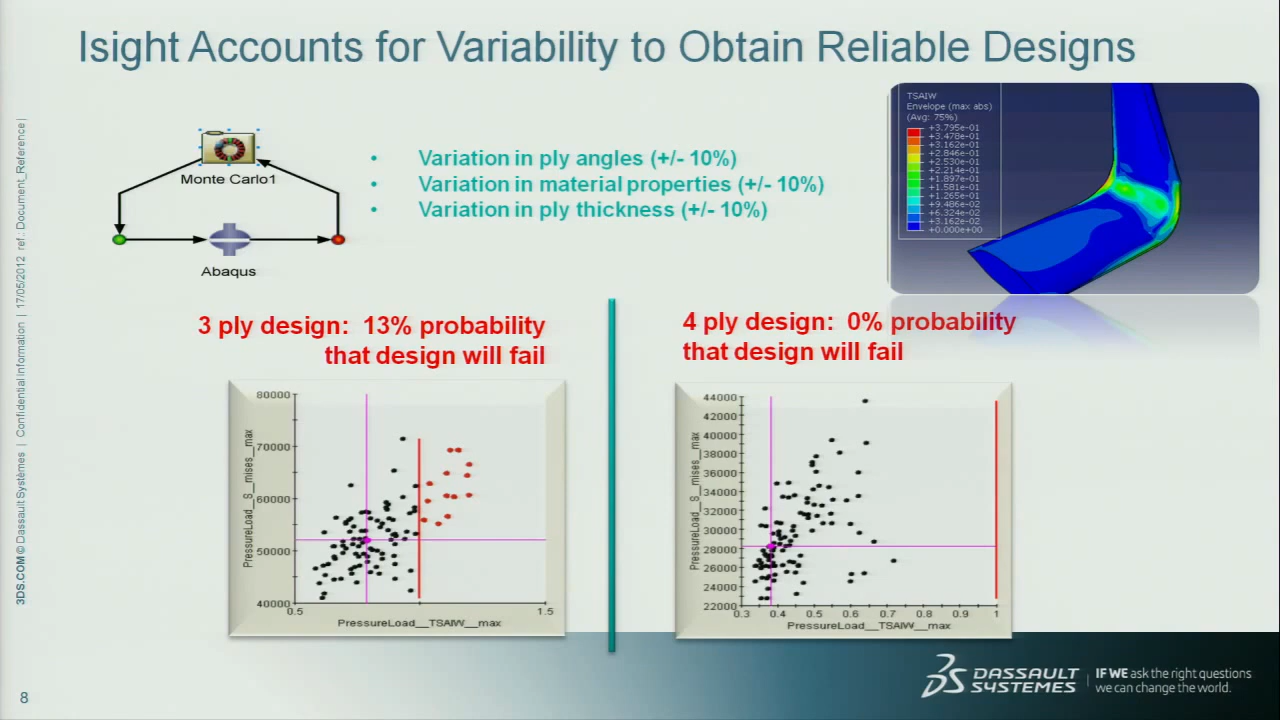 Isight Accounts for Variability to Obtain Reliable Designs
3DS.COM © Dassault Systèmes | Confidential information | 17/05/2012 ref.: Document_Reference |
Monte Carlo1
Abaqus
• Variation in ply angles (+/- 10%)
• Variation in material properties (+/- 10%)
• Variation in ply thickness (+/- 10%)
TSAIW
Envelope (max abs)
(Avg: 75%)
+3.795e-01
+3.478e-01
+3.162e-01
+2.846e-01
+2.530e-01
+2.214e-01
+1.897e-01
+1.581e-01
+1.265e-01
+9.486e-02
+6.324e-02
+3.162e-02
+0.000e+00
3 ply design: 13% probability
that design will fail
80000
70000
60000
50000
40000
0.5
1.5
PressureLoad__S__mises__max
PressureLoad__TSAIW__max
4 ply design: 0% probability
that design will fail
44000
42000
40000
38000
36000
34000
32000
30000
28000
26000
24000
22000
0.3 0.4 0.5 0.6 0.7 0.8 0.9 1
PressureLoad__S__mises__max
PressureLoad__TSAIW__max
8
DASSAULT
SYSTEMES
IF WE ask the right questions
we can change the world.